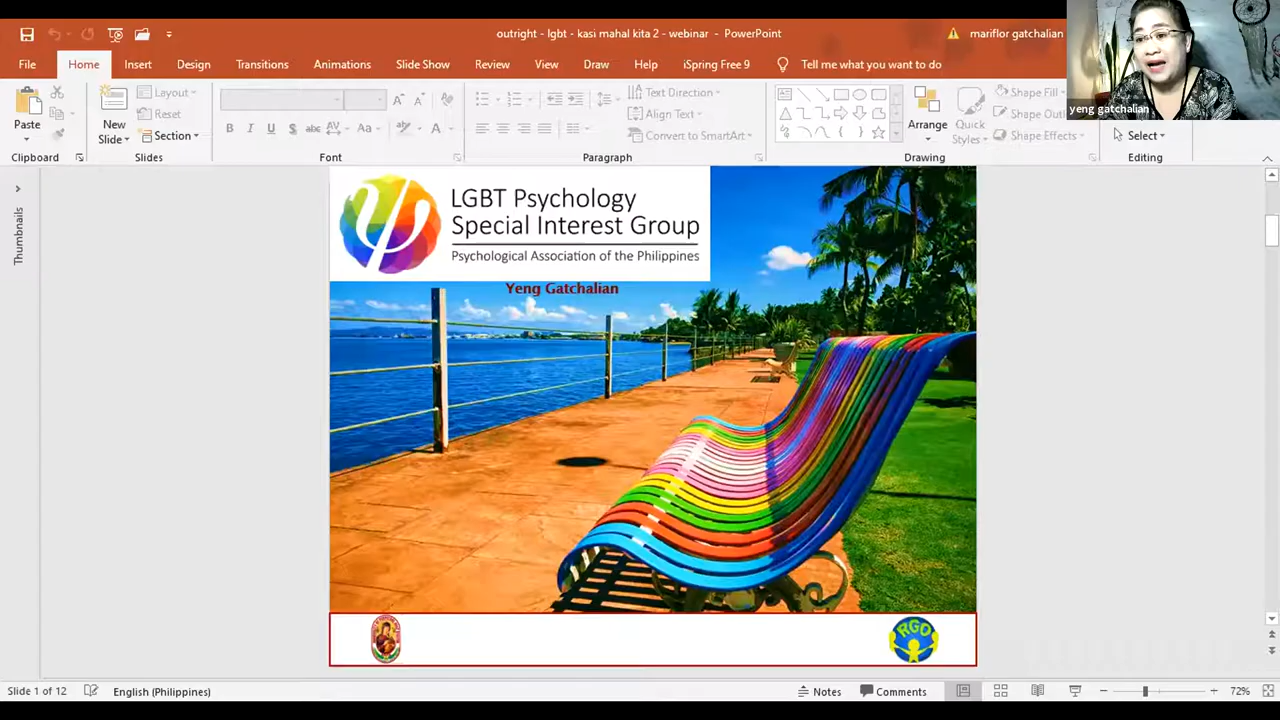 outright - lgbt - kasi mahal kita 2 - webinar - PowerPoint
mariflor gatchalian
File Home Insert Design Transitions Animations Slide Show Review View Draw Help iSpring Free 9 Tell me what you want to do
yeng gatchalian
Paste
New
Slide
Layout
Reset
Section
B I U S abc AV Aa A
Text Direction
Align Text
Convert to SmartArt
Arrange
Quick
Styles
Shape Fill
Shape Outl
Shape Effects
Select
Clipboard Slides Font Paragraph Drawing Editing
Thumbnails
LGBT Psychology
Special Interest Group
Psychological Association of the Philippines
Yeng Gatchalian
RGO
Slide 1 of 12 English (Philippines) Notes Comments 72%